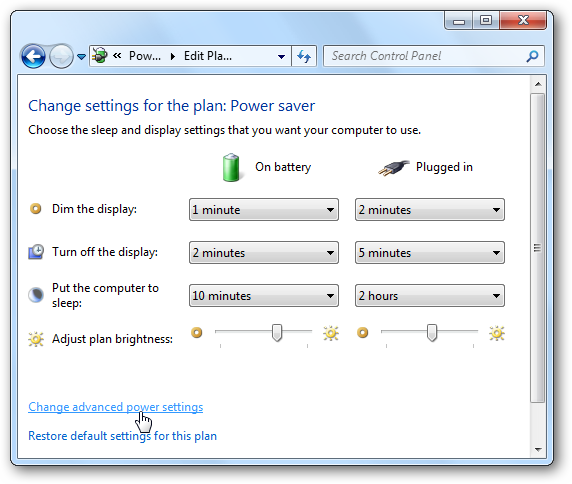 « Pow... ▸ Edit Pla... Search Control Panel
Change settings for the plan: Power saver
Choose the sleep and display settings that you want your computer to use.
On battery Plugged in
Dim the display: 1 minute 2 minutes
Turn off the display: 2 minutes 5 minutes
Put the computer to
sleep: 10 minutes 2 hours
Adjust plan brightness:
Change advanced power settings
Restore default settings for this plan